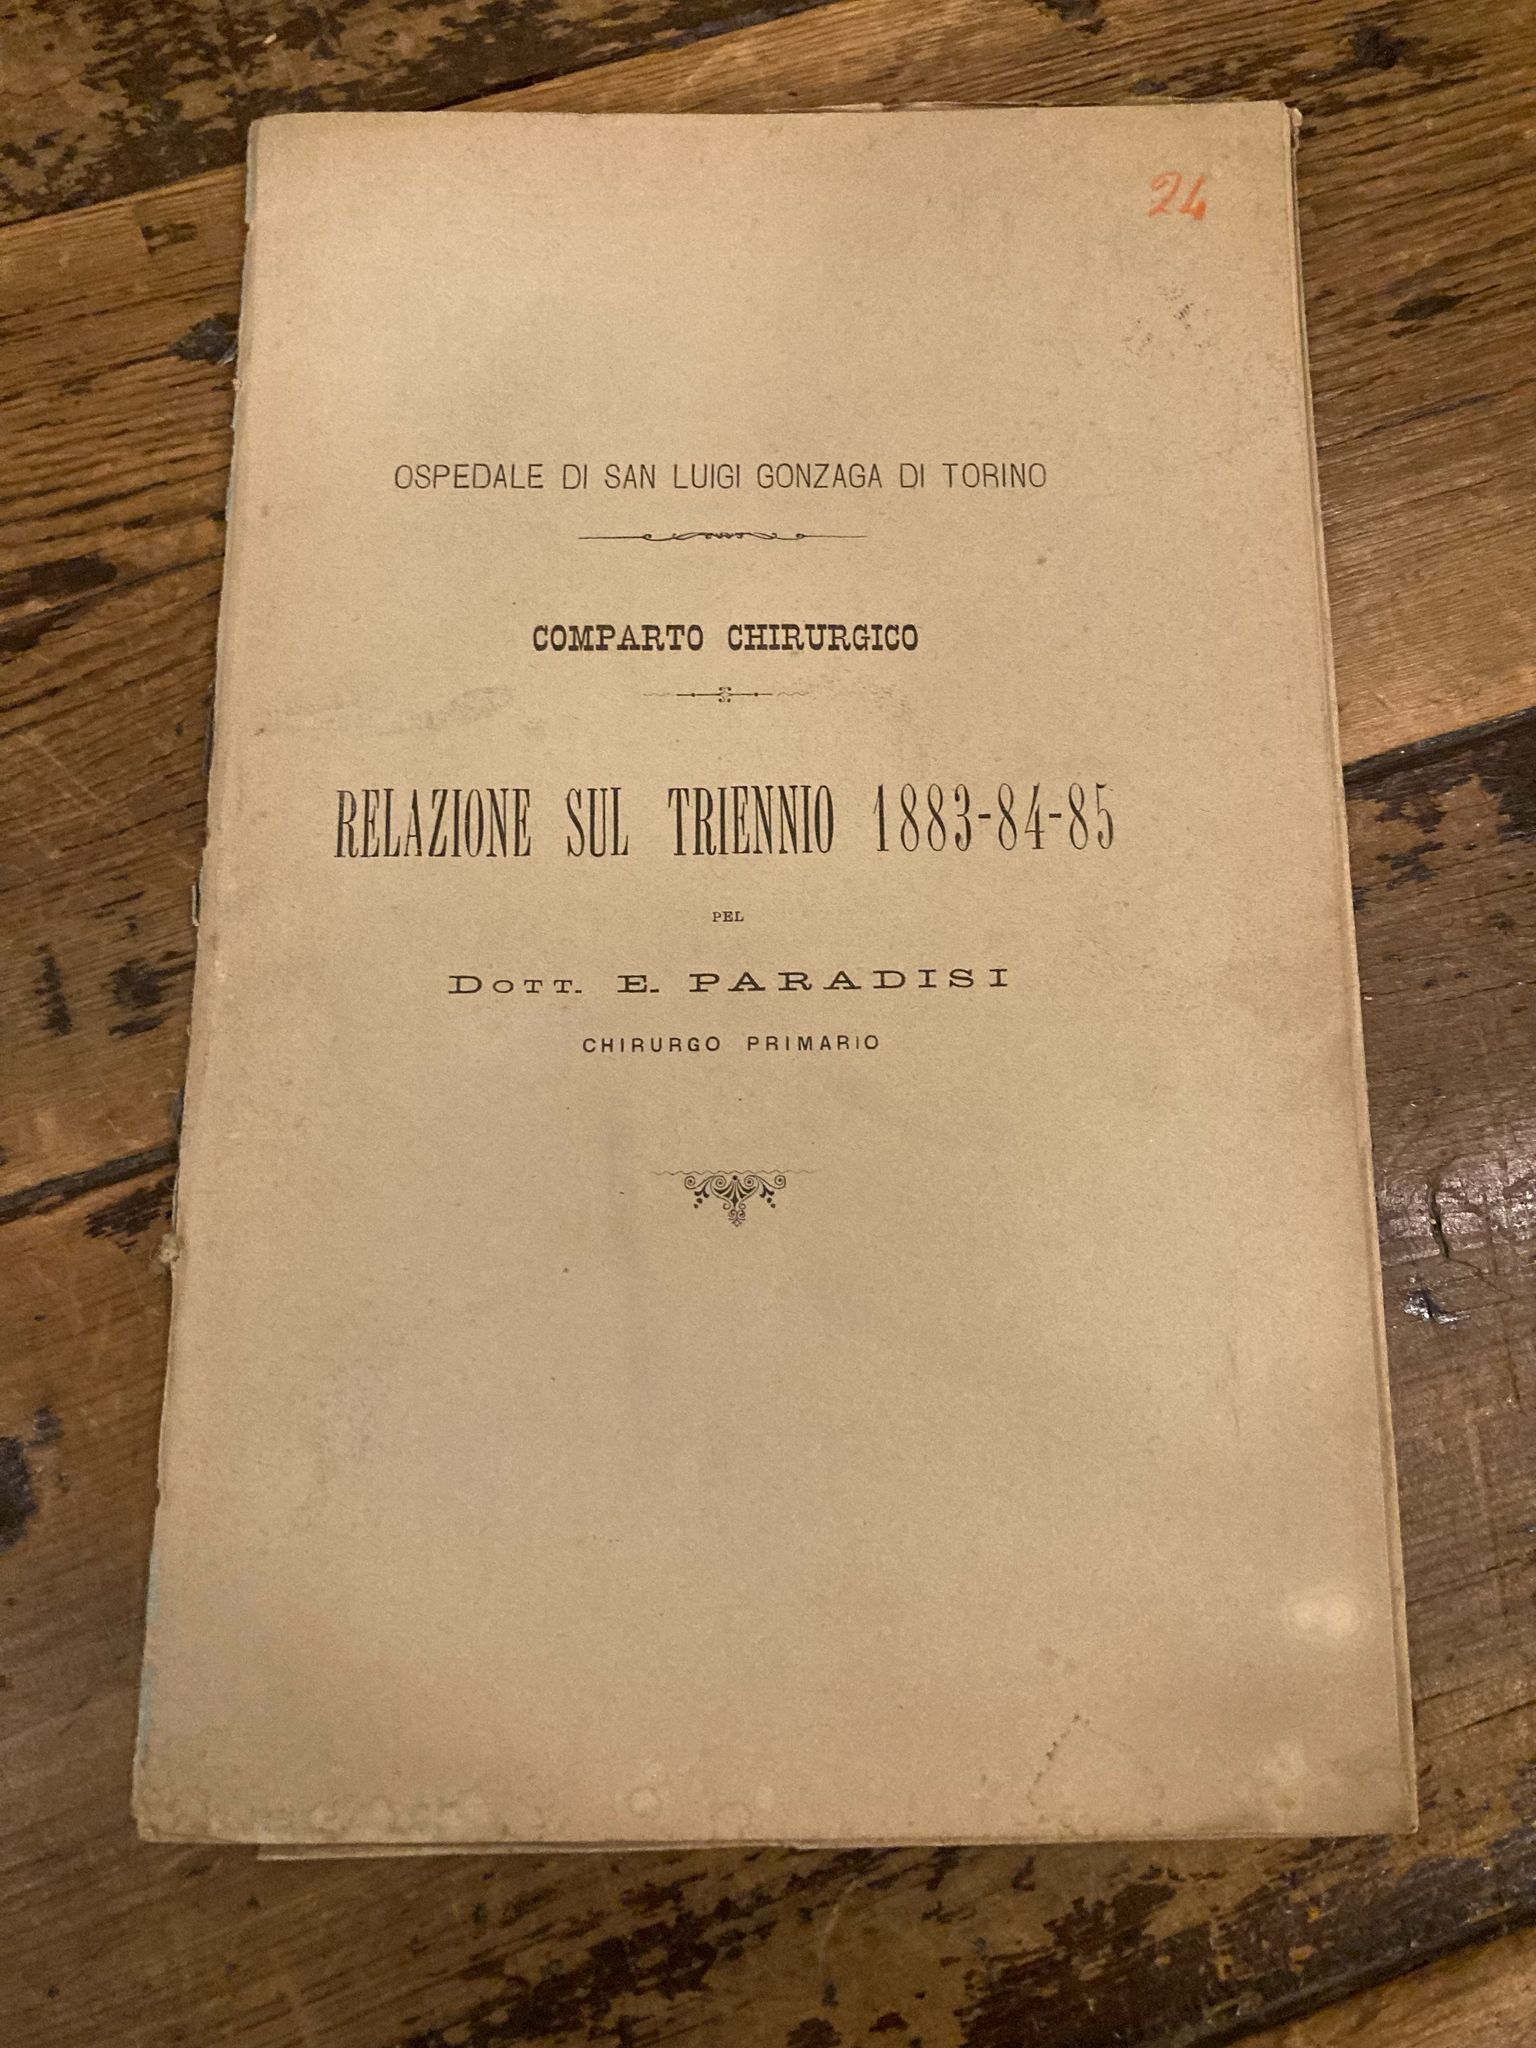 24
OSPEDALE DI SAN LUIGI GONZAGA DI TORINO
COMPARTO CHIRURGICO
RELAZIONE SUL TRIENNIO 1883-84-85
PEL
DOTT. E. PARADISI
CHIRURGO PRIMARIO